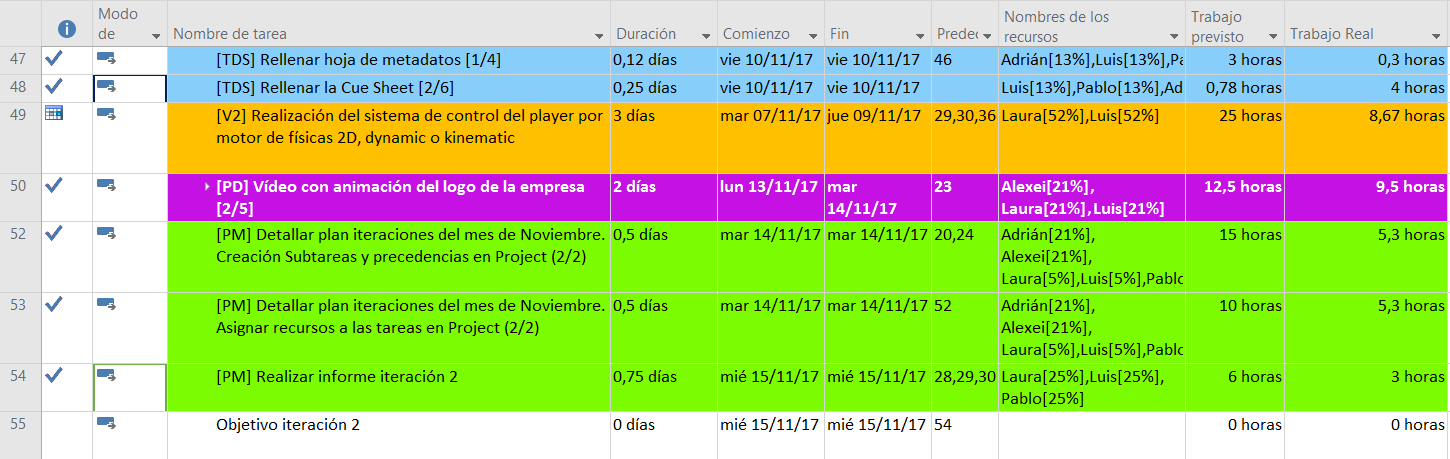 Modo de Nombre de tarea Duración Comienzo Fin Predec Nombres de los recursos Trabajo previsto Trabajo Real
47 [TDS] Rellenar hoja de metadatos [1/4] 0,12 días vie 10/11/17 vie 10/11/17 46 Adrián[13%],Luis[13%],Pa 3 horas 0,3 horas
48 [TDS] Rellenar la Cue Sheet [2/6] 0,25 días vie 10/11/17 vie 10/11/17 Luis[13%],Pablo[13%],Ad 0,78 horas 4 horas
49 [V2] Realización del sistema de control del player por 3 días mar 07/11/17 jue 09/11/17 29,30,36 Laura[52%],Luis[52%] 25 horas 8,67 horas
motor de físicas 2D, dynamic o kinematic
50 [PD] Vídeo con animación del logo de la empresa 2 días lun 13/11/17 mar 23 Alexei[21%], 12,5 horas 9,5 horas
[2/5] 14/11/17 Laura[21%],Luis[21%]
52 [PM] Detallar plan iteraciones del mes de Noviembre. 0,5 días mar 14/11/17 mar 14/11/17 20,24 Adrián[21%], 15 horas 5,3 horas
Creación Subtareas y precedencias en Project (2/2) Alexei[21%],
Laura[5%],Luis[5%],Pablo
53 [PM] Detallar plan iteraciones del mes de Noviembre. 0,5 días mar 14/11/17 mar 14/11/17 52 Adrián[21%], 10 horas 5,3 horas
Asignar recursos a las tareas en Project (2/2) Alexei[21%],
Laura[5%],Luis[5%],Pablo
54 [PM] Realizar informe iteración 2 0,75 días mié 15/11/17 mié 15/11/17 28,29,30 Laura[25%],Luis[25%], 6 horas 3 horas
Pablo[25%]
55 Objetivo iteración 2 0 días mié 15/11/17 mié 15/11/17 54 0 horas 0 horas